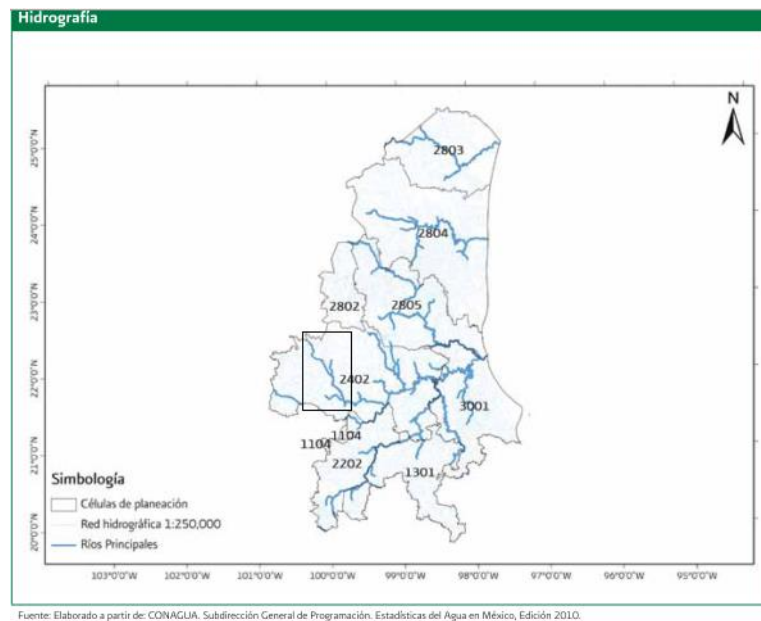 Hidrografía
N
25°0'0"N
24°0'0"N
23°0'0"N
22°0'0"N
21°0'0"N
20°0'0"N
2803
2804
2802
2805
2402
3001
1104
1104
2202
1301
Simbología
Células de planeación
Red hidrográfica 1:250,000
Ríos Principales
103°0'0"W
102°0'0"W
101°0'0"W
100°0'0"W
99°0'0"W
98°0'0"W
97°0'0"W
96°0'0"W
95°0'0"W
Fuente: Elaborado a partir de: CONAGUA. Subdirección General de Programación. Estadísticas del Agua en México, Edición 2010.